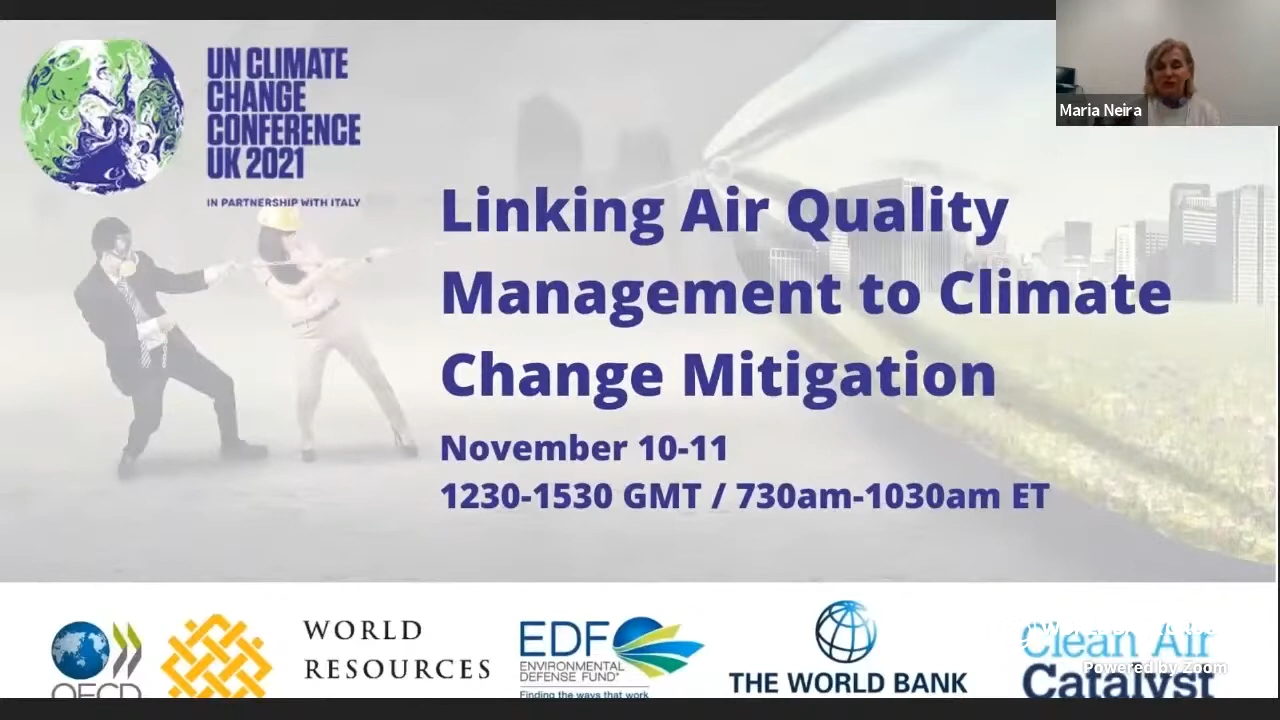 UN CLIMATE
CHANGE
CONFERENCE
UK 2021
IN PARTNERSHIP WITH ITALY
Maria Neira
Linking Air Quality
Management to Climate
Change Mitigation
November 10-11
1230-1530 GMT / 730am-1030am ET
OECD
WORLD
RESOURCES
EDF
ENVIRONMENTAL
DEFENSE FUND®
Finding the ways that work
THE WORLD BANK
Clean Air
Catalyst
Powered by Zoom